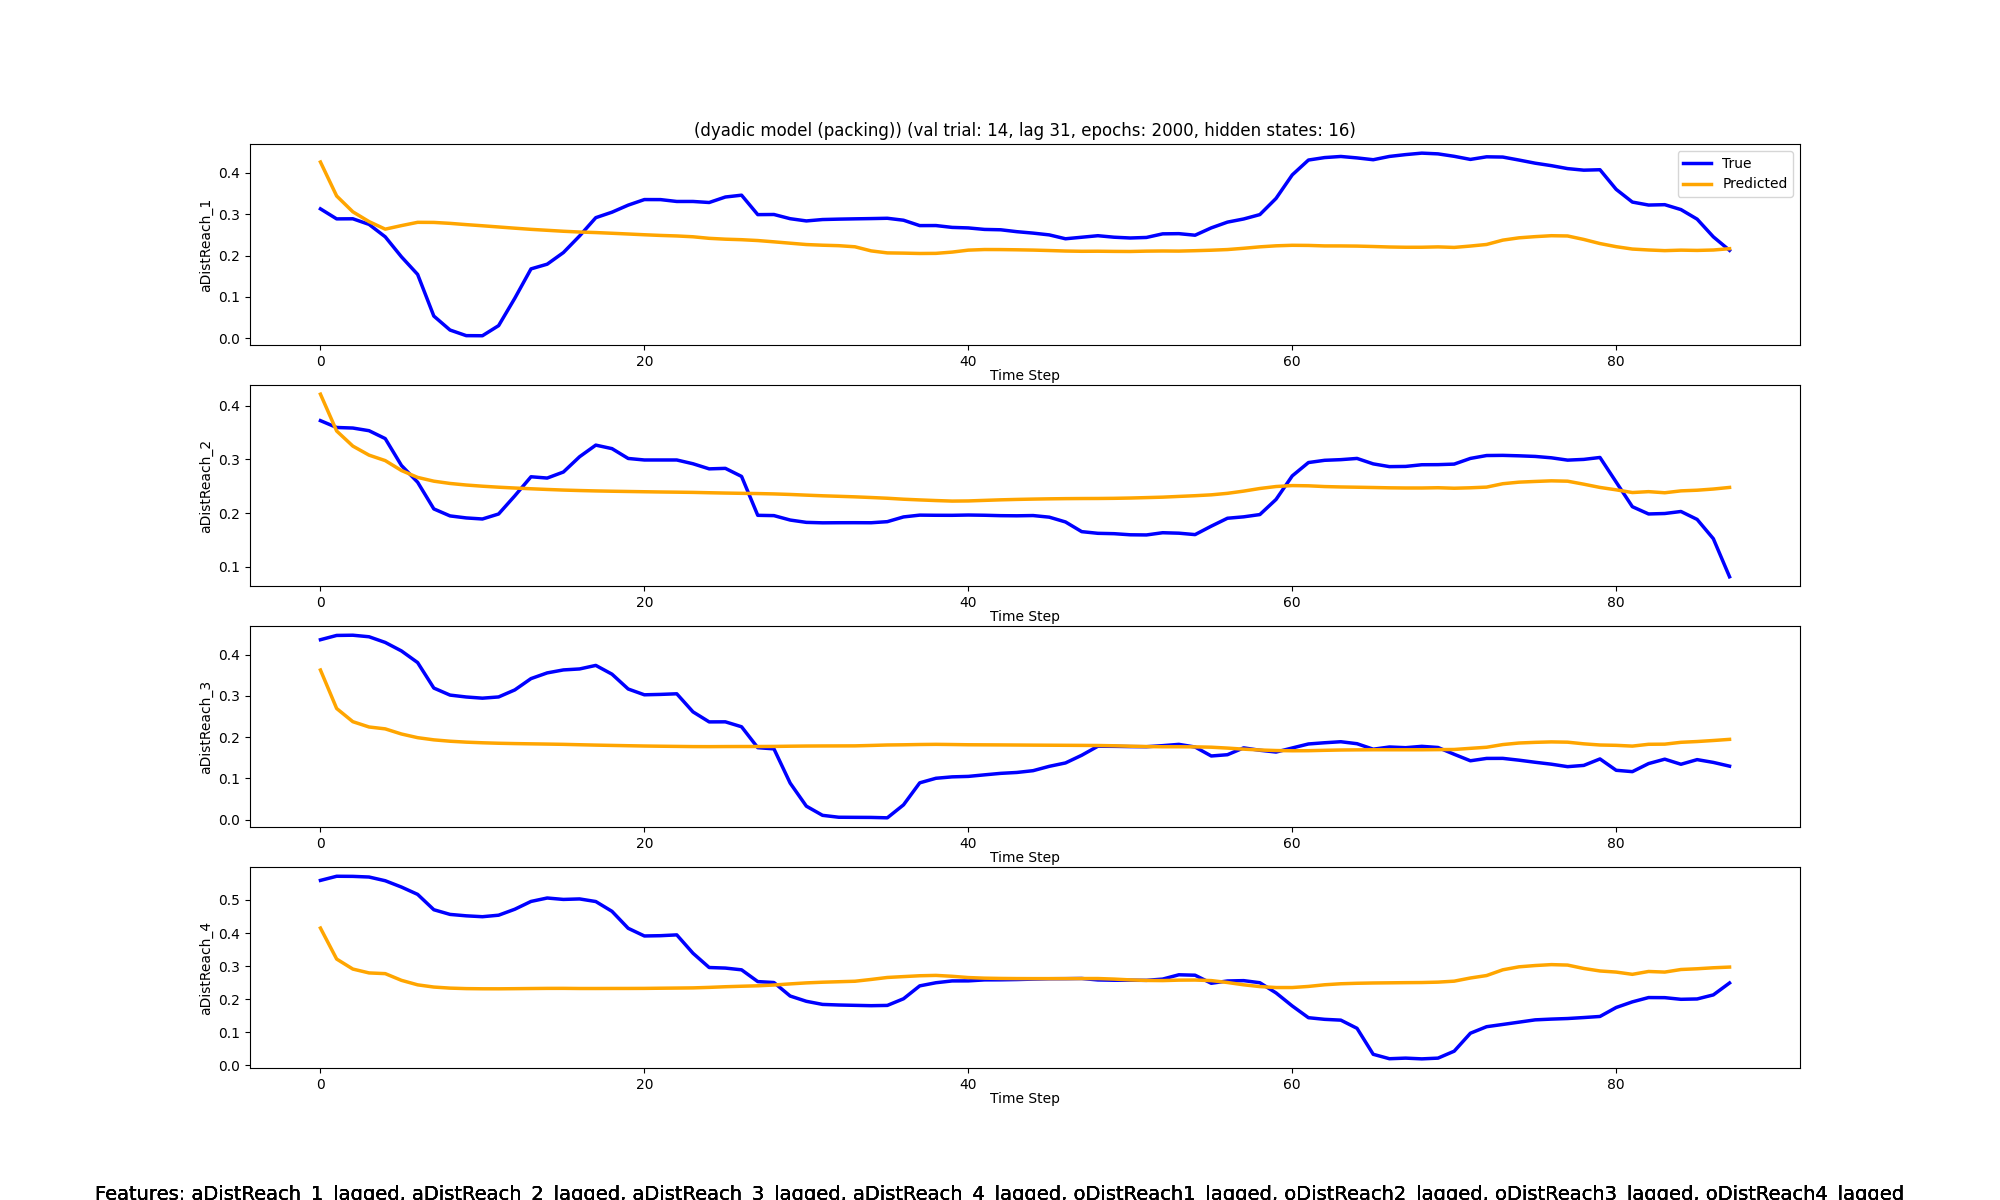 (dyadic model (packing)) (val trial: 14, lag 31, epochs: 2000, hidden states: 16)
True
Predicted
aDistReach_1
0.4
0.3
0.2
0.1
0.0
0 20 40 60 80
Time Step
aDistReach_2
0.4
0.3
0.2
0.1
0 20 40 60 80
Time Step
aDistReach_3
0.4
0.3
0.2
0.1
0.0
0 20 40 60 80
Time Step
aDistReach_4
0.5
0.4
0.3
0.2
0.1
0.0
0 20 40 60 80
Time Step
Features: aDistReach_1_lagged, aDistReach_2_lagged, aDistReach_3_lagged, aDistReach_4_lagged, oDistReach1_lagged, oDistReach2_lagged, oDistReach3_lagged, oDistReach4_lagged